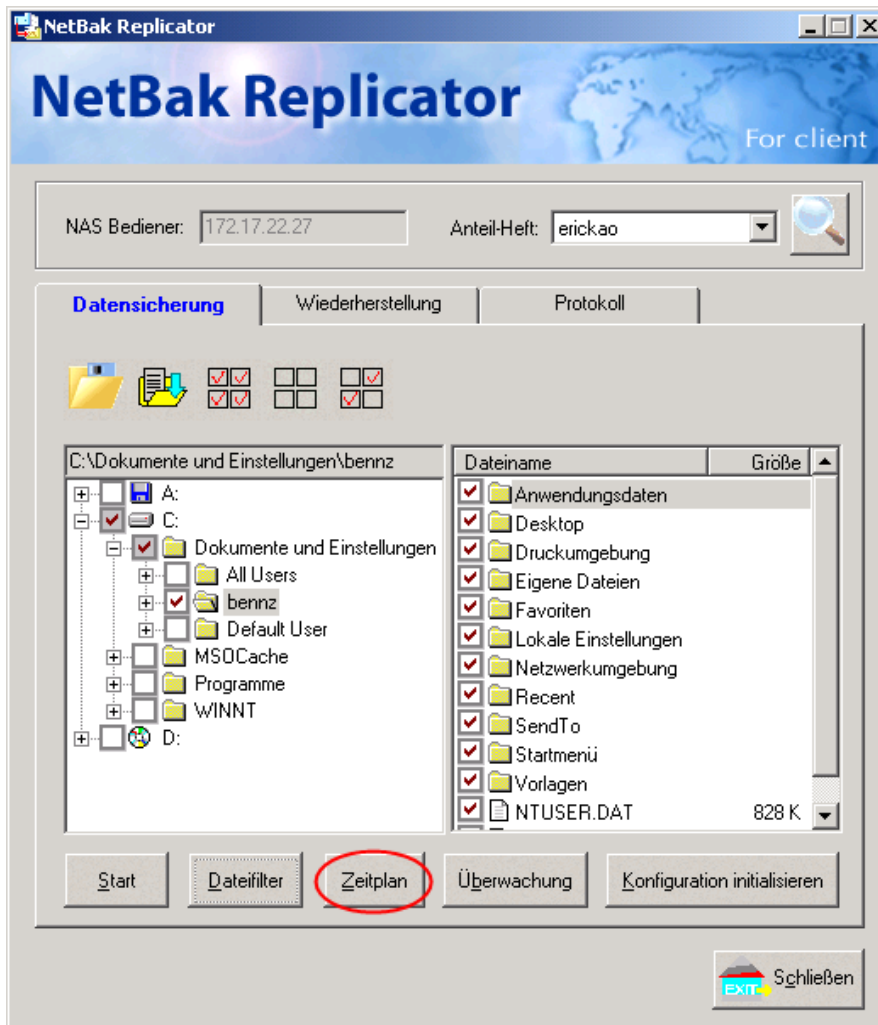 NetBak Replicator
NetBak Replicator
For client
NAS Bediener: 172.17.22.27 Anteil-Heft: erickao
Datensicherung Wiederherstellung Protokoll
C:\Dokumente und Einstellungen\bennz
A:
C:
Dokumente und Einstellungen
All Users
bennz
Default User
MSOCache
Programme
WINNT
D:
Dateiname Größe
Anwendungsdaten
Desktop
Druckumgebung
Eigene Dateien
Favoriten
Lokale Einstellungen
Netzwerkumgebung
Recent
SendTo
Startmenü
Vorlagen
NTUSER.DAT 828 K
Start Dateifilter Zeitplan Überwachung Konfiguration initialisieren
EXIT Schließen